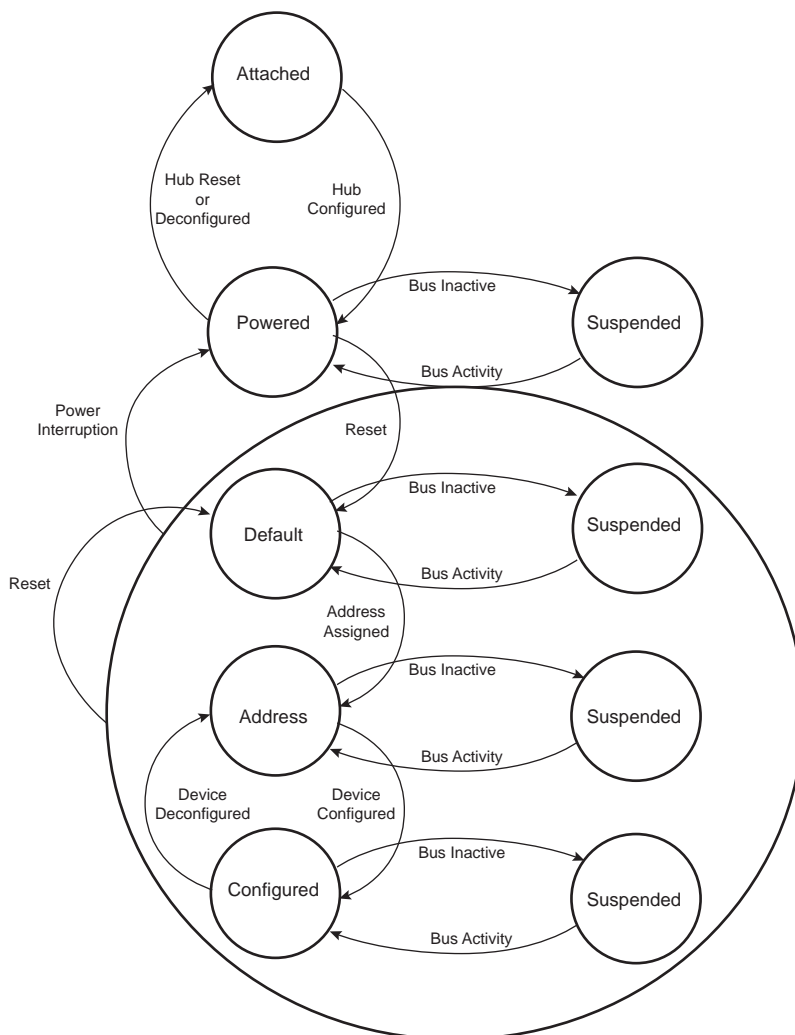 Attached
Hub Reset
or
Deconfigured
Hub
Configured
Bus Inactive
Powered
Suspended
Bus Activity
Power
Interruption
Reset
Bus Inactive
Default
Suspended
Bus Activity
Reset
Address
Assigned
Bus Inactive
Address
Suspended
Bus Activity
Device
Deconfigured
Device
Configured
Bus Inactive
Configured
Suspended
Bus Activity